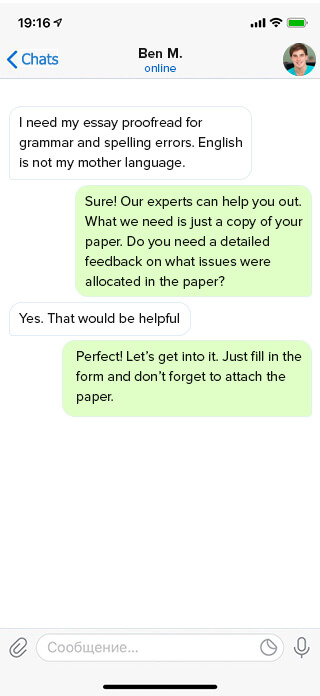 19:16
Chats
Ben M.
online
I need my essay proofread for
grammar and spelling errors. English
is not my mother language.
Sure! Our experts can help you out.
What we need is just a copy of your
paper. Do you need a detailed
feedback on what issues were
allocated in the paper?
Yes. That would be helpful
Perfect! Let’s get into it. Just fill in the
form and don’t forget to attach the
paper.
Сообщение...